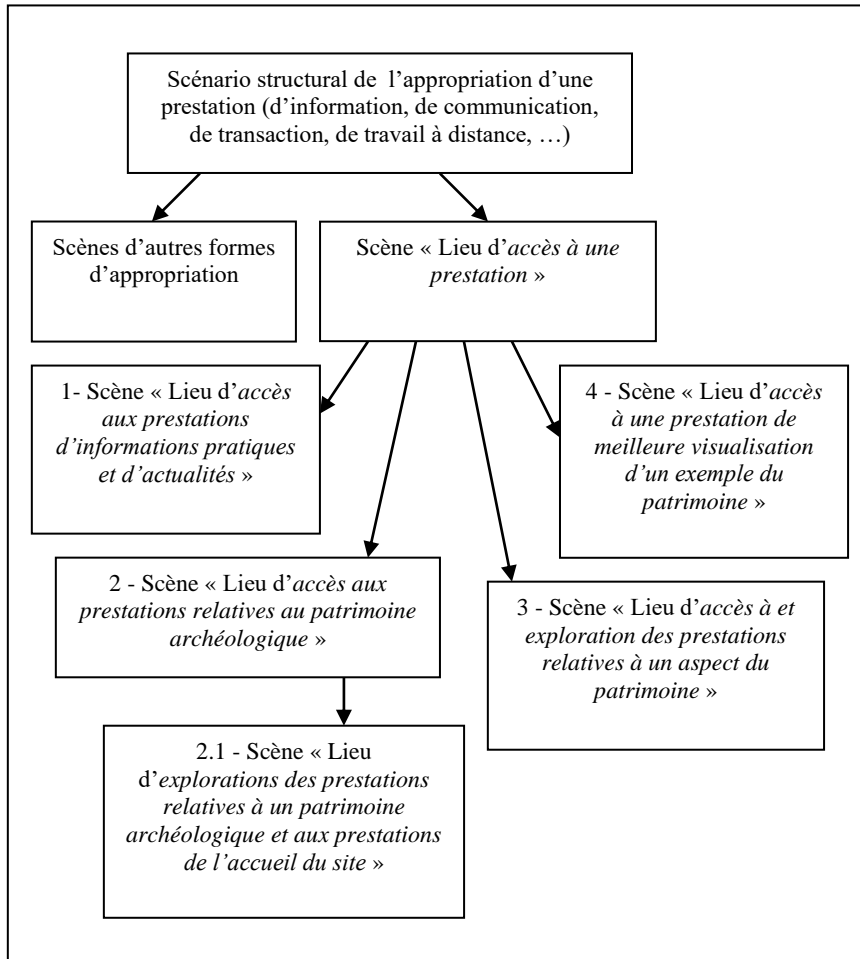 Scénario structural de l’appropriation d’une
prestation (d’information, de communication,
de transaction, de travail à distance, …)
Scènes d’autres formes
d’appropriation
Scène « Lieu d’accès à une
prestation »
1- Scène « Lieu d’accès
aux prestations
d’informations pratiques
et d’actualités »
4 - Scène « Lieu d’accès
à une prestation de
meilleure visualisation
d’un exemple du
patrimoine »
2 - Scène « Lieu d’accès aux
prestations relatives au patrimoine
archéologique »
3 - Scène « Lieu d’accès à et
exploration des prestations
relatives à un aspect du
patrimoine »
2.1 - Scène « Lieu
d’explorations des prestations
relatives à un patrimoine
archéologique et aux prestations
de l’accueil du site »